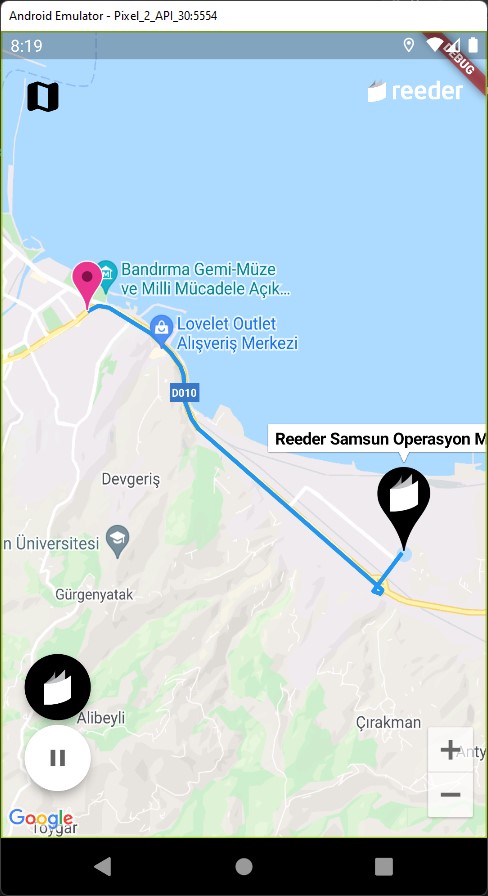 Android Emulator - Pixel_2_API_30:5554
8:19
DEBUG
reeder
Bandırma Gemi-Müze
ve Milli Mücadele Açık...
Lovelet Outlet
Alışveriş Merkezi
D010
Reeder Samsun Operasyon M
Devgeriş
n Üniversitesi
Gürgenyatak
Alibeyli
Çırakman
Google
Toygar